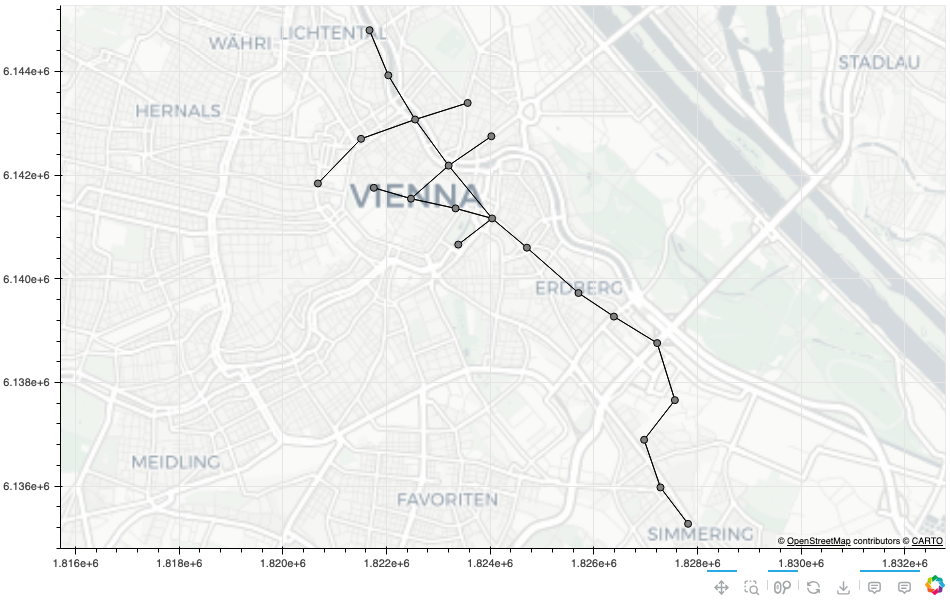 WÄHRI
LICHTENTAL
STADLAU
6.144e+6
HERNALS
6.142e+6
VIENNA
6.140e+6
ERDBERG
6.138e+6
MEIDLING
6.136e+6
FAVORITEN
SIMMERING
© OpenStreetMap contributors © CARTO
1.816e+6 1.818e+6 1.820e+6 1.822e+6 1.824e+6 1.826e+6 1.828e+6 1.830e+6 1.832e+6